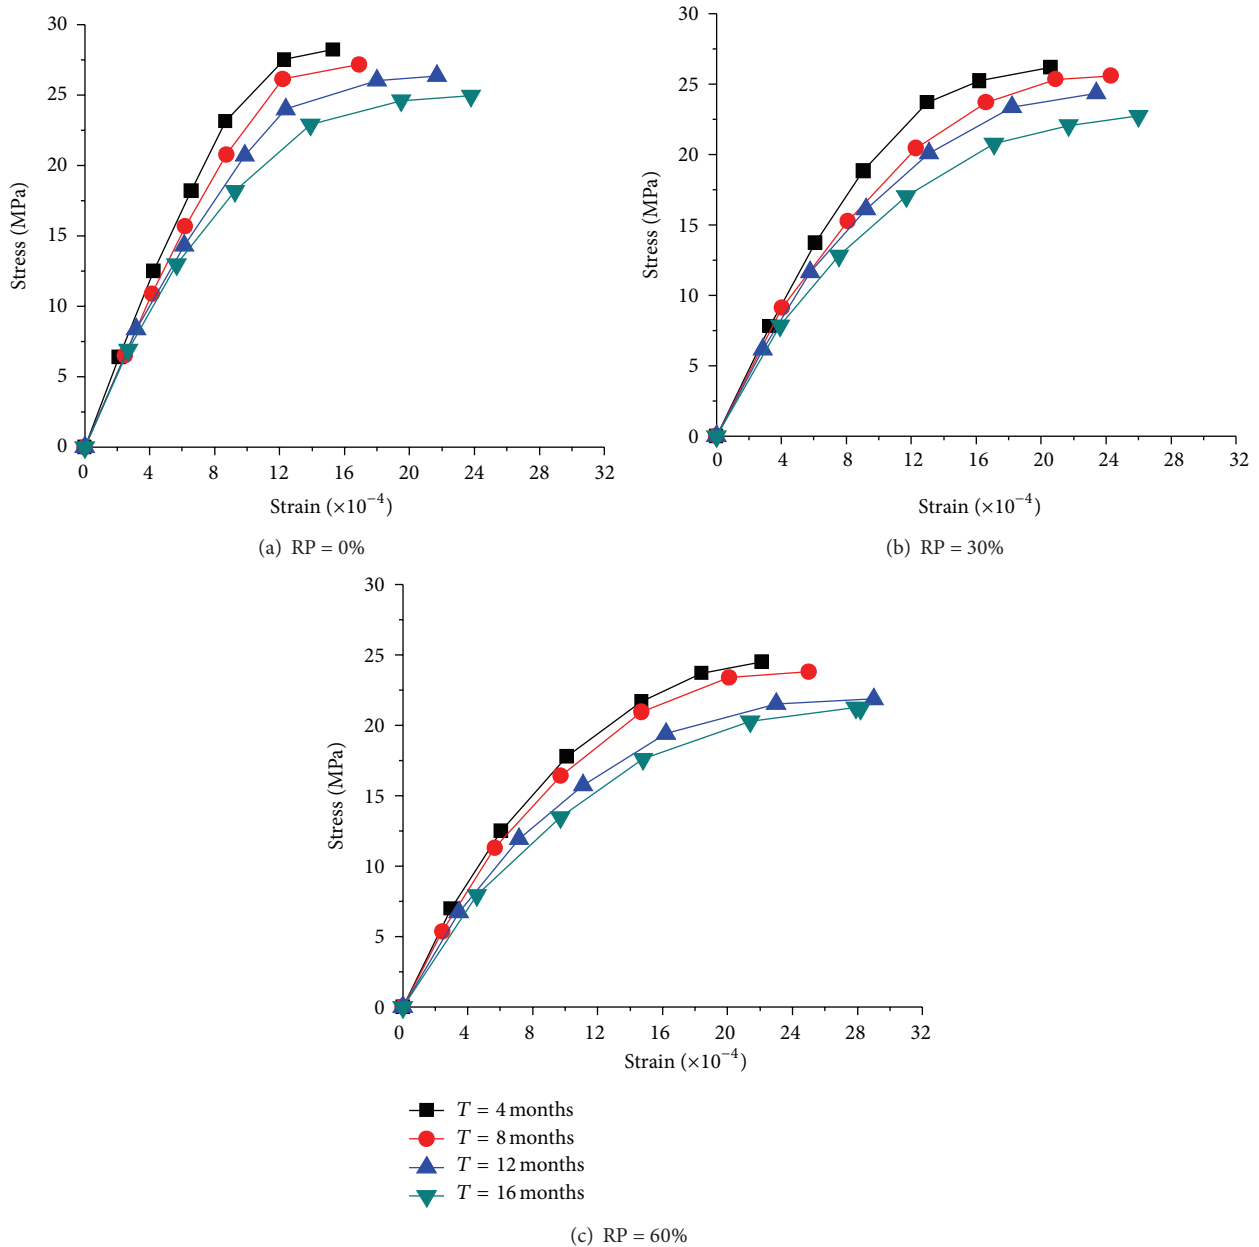 30
25
20
15
10
5
0
Stress (MPa)
0 4 8 12 16 20 24 28 32
Strain (×10⁻⁴)
(a) RP = 0%
30
25
20
15
10
5
0
Stress (MPa)
0 4 8 12 16 20 24 28 32
Strain (×10⁻⁴)
(b) RP = 30%
30
25
20
15
10
5
0
Stress (MPa)
0 4 8 12 16 20 24 28 32
Strain (×10⁻⁴)
T = 4 months
T = 8 months
T = 12 months
T = 16 months
(c) RP = 60%